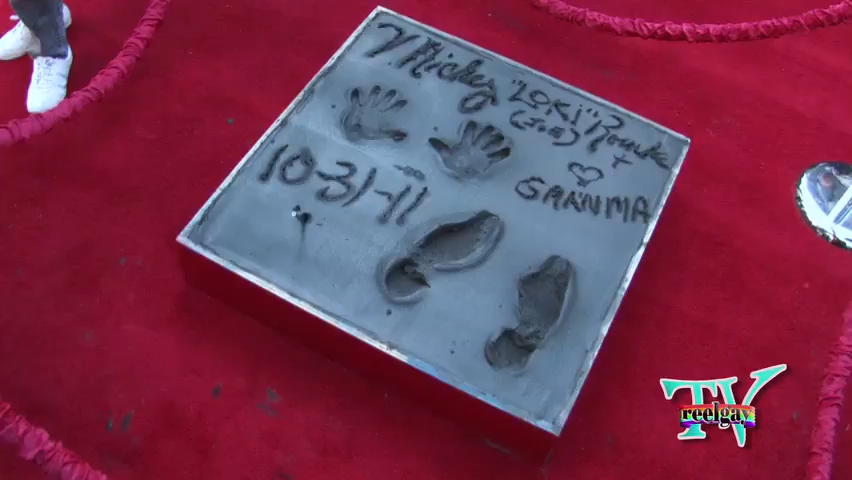 Mickey "LOKI" Rourke
(JOE) +
♡
GRANMA
10-31-11
TV
reelgay